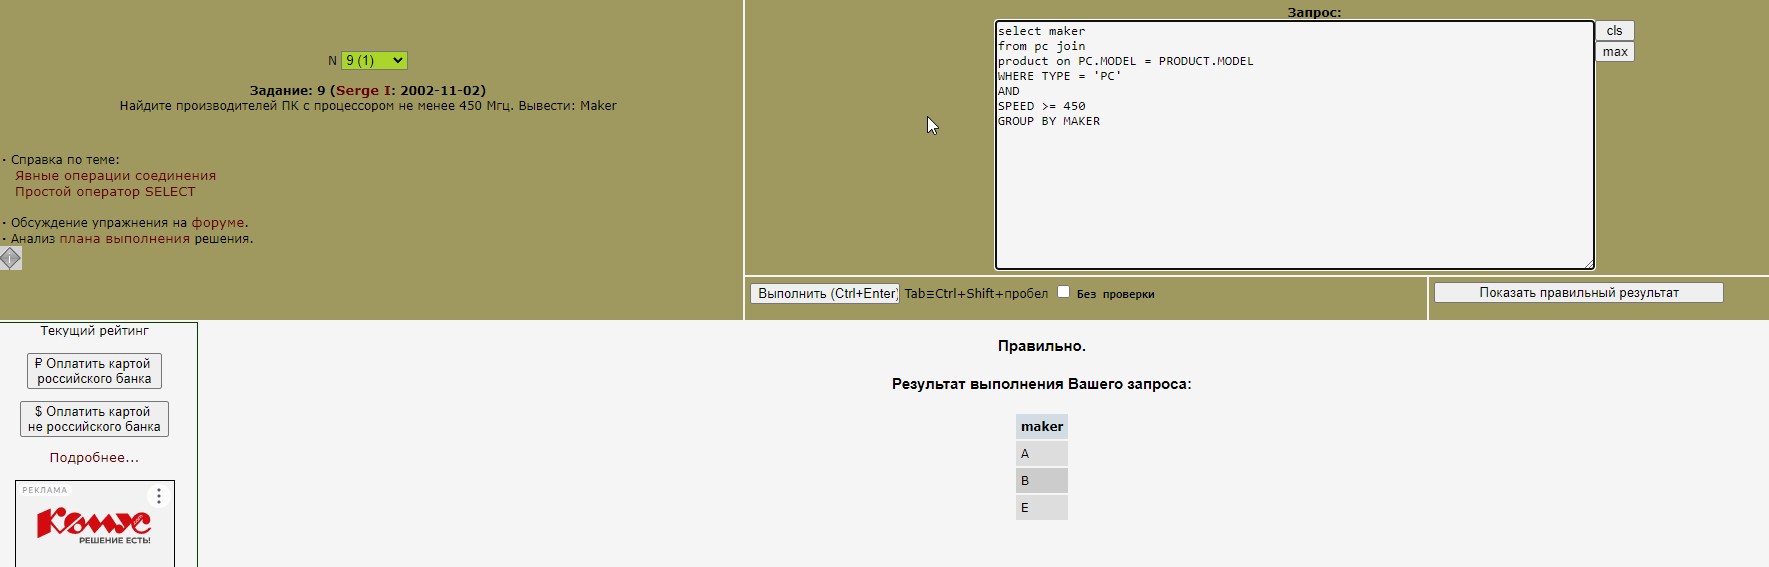 N 9 (1)
Задание: 9 (Serge I: 2002-11-02)
Найдите производителей ПК с процессором не менее 450 Мгц. Вывести: Maker
· Справка по теме:
Явные операции соединения
Простой оператор SELECT
· Обсуждение упражнения на форуме.
· Анализ плана выполнения решения.
Запрос:
select maker
from pc join
product on PC.MODEL = PRODUCT.MODEL
WHERE TYPE = 'PC'
AND
SPEED >= 450
GROUP BY MAKER
cls
max
Выполнить (Ctrl+Enter) Tab≡Ctrl+Shift+пробел Без проверки
Показать правильный результат
Текущий рейтинг
₽ Оплатить картой
российского банка
$ Оплатить картой
не российского банка
Подробнее...
РЕКЛАМА
Комус
РЕШЕНИЕ ЕСТЬ!
Правильно.
Результат выполнения Вашего запроса:
maker
A
B
E